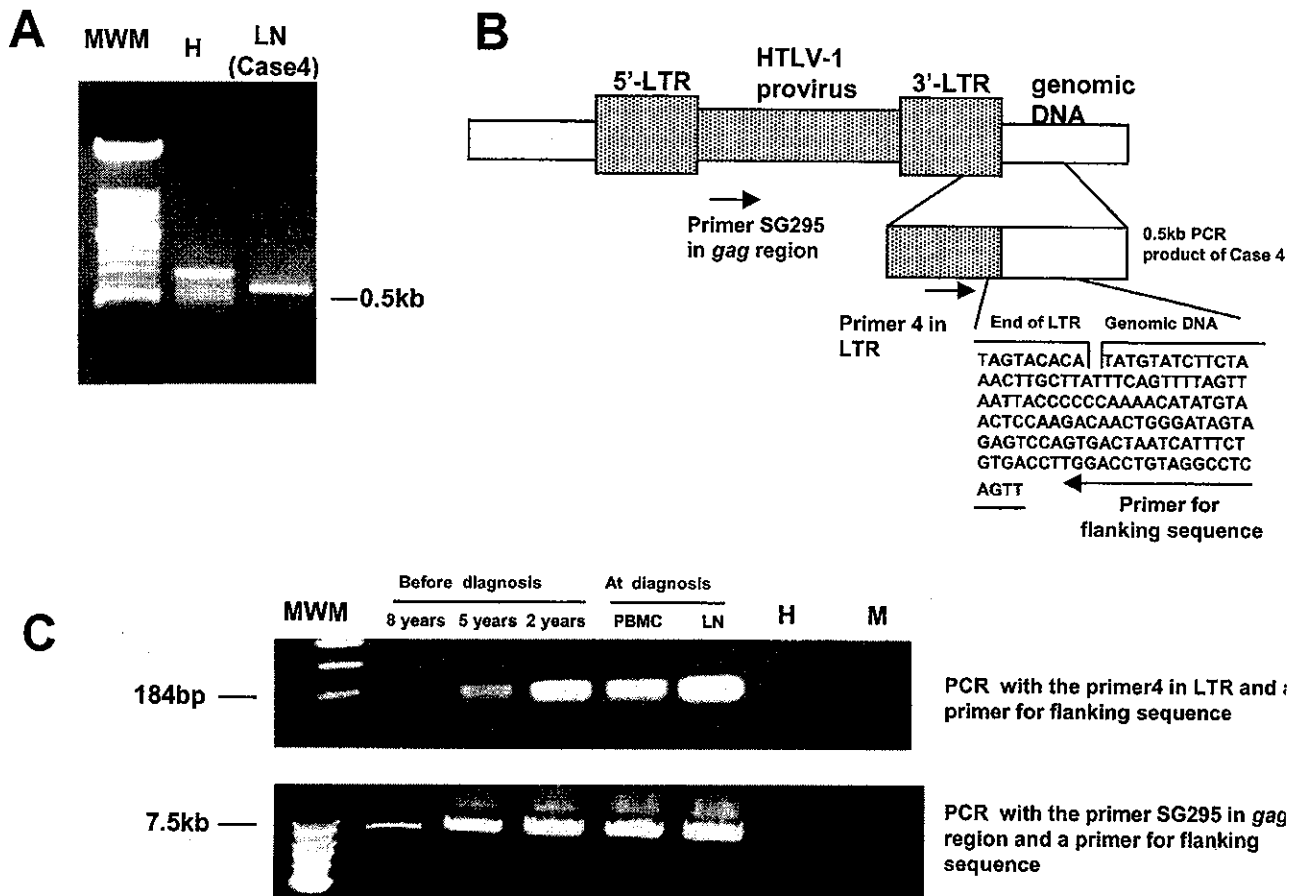 A
MWM
H
LN
(Case4)
—0.5kb
B
HTLV-1
provirus
5'-LTR
3'-LTR
genomic
DNA
Primer SG295
in gag region
0.5kb PCR
product of Case 4
Primer 4 in
LTR
End of LTR
Genomic DNA
TAGTACACA TATGTATCTTCTA
AACTTGCTTATTTCAGTTTTAGTT
AATTACCCCCCAAAACATATGTA
ACTCCAAGACAACTGGGATAGTA
GAGTCCAGTGACTAATCATTTCT
GTGACCTTGGACCTGTAGGCCTC
AGTT
Primer for
flanking sequence
C
MWM
Before diagnosis
At diagnosis
8 years
5 years
2 years
PBMC
LN
H
M
184bp —
PCR with the primer4 in LTR and
primer for flanking sequence
7.5kb —
PCR with the primer SG295 in gag
region and a primer for flanking
sequence